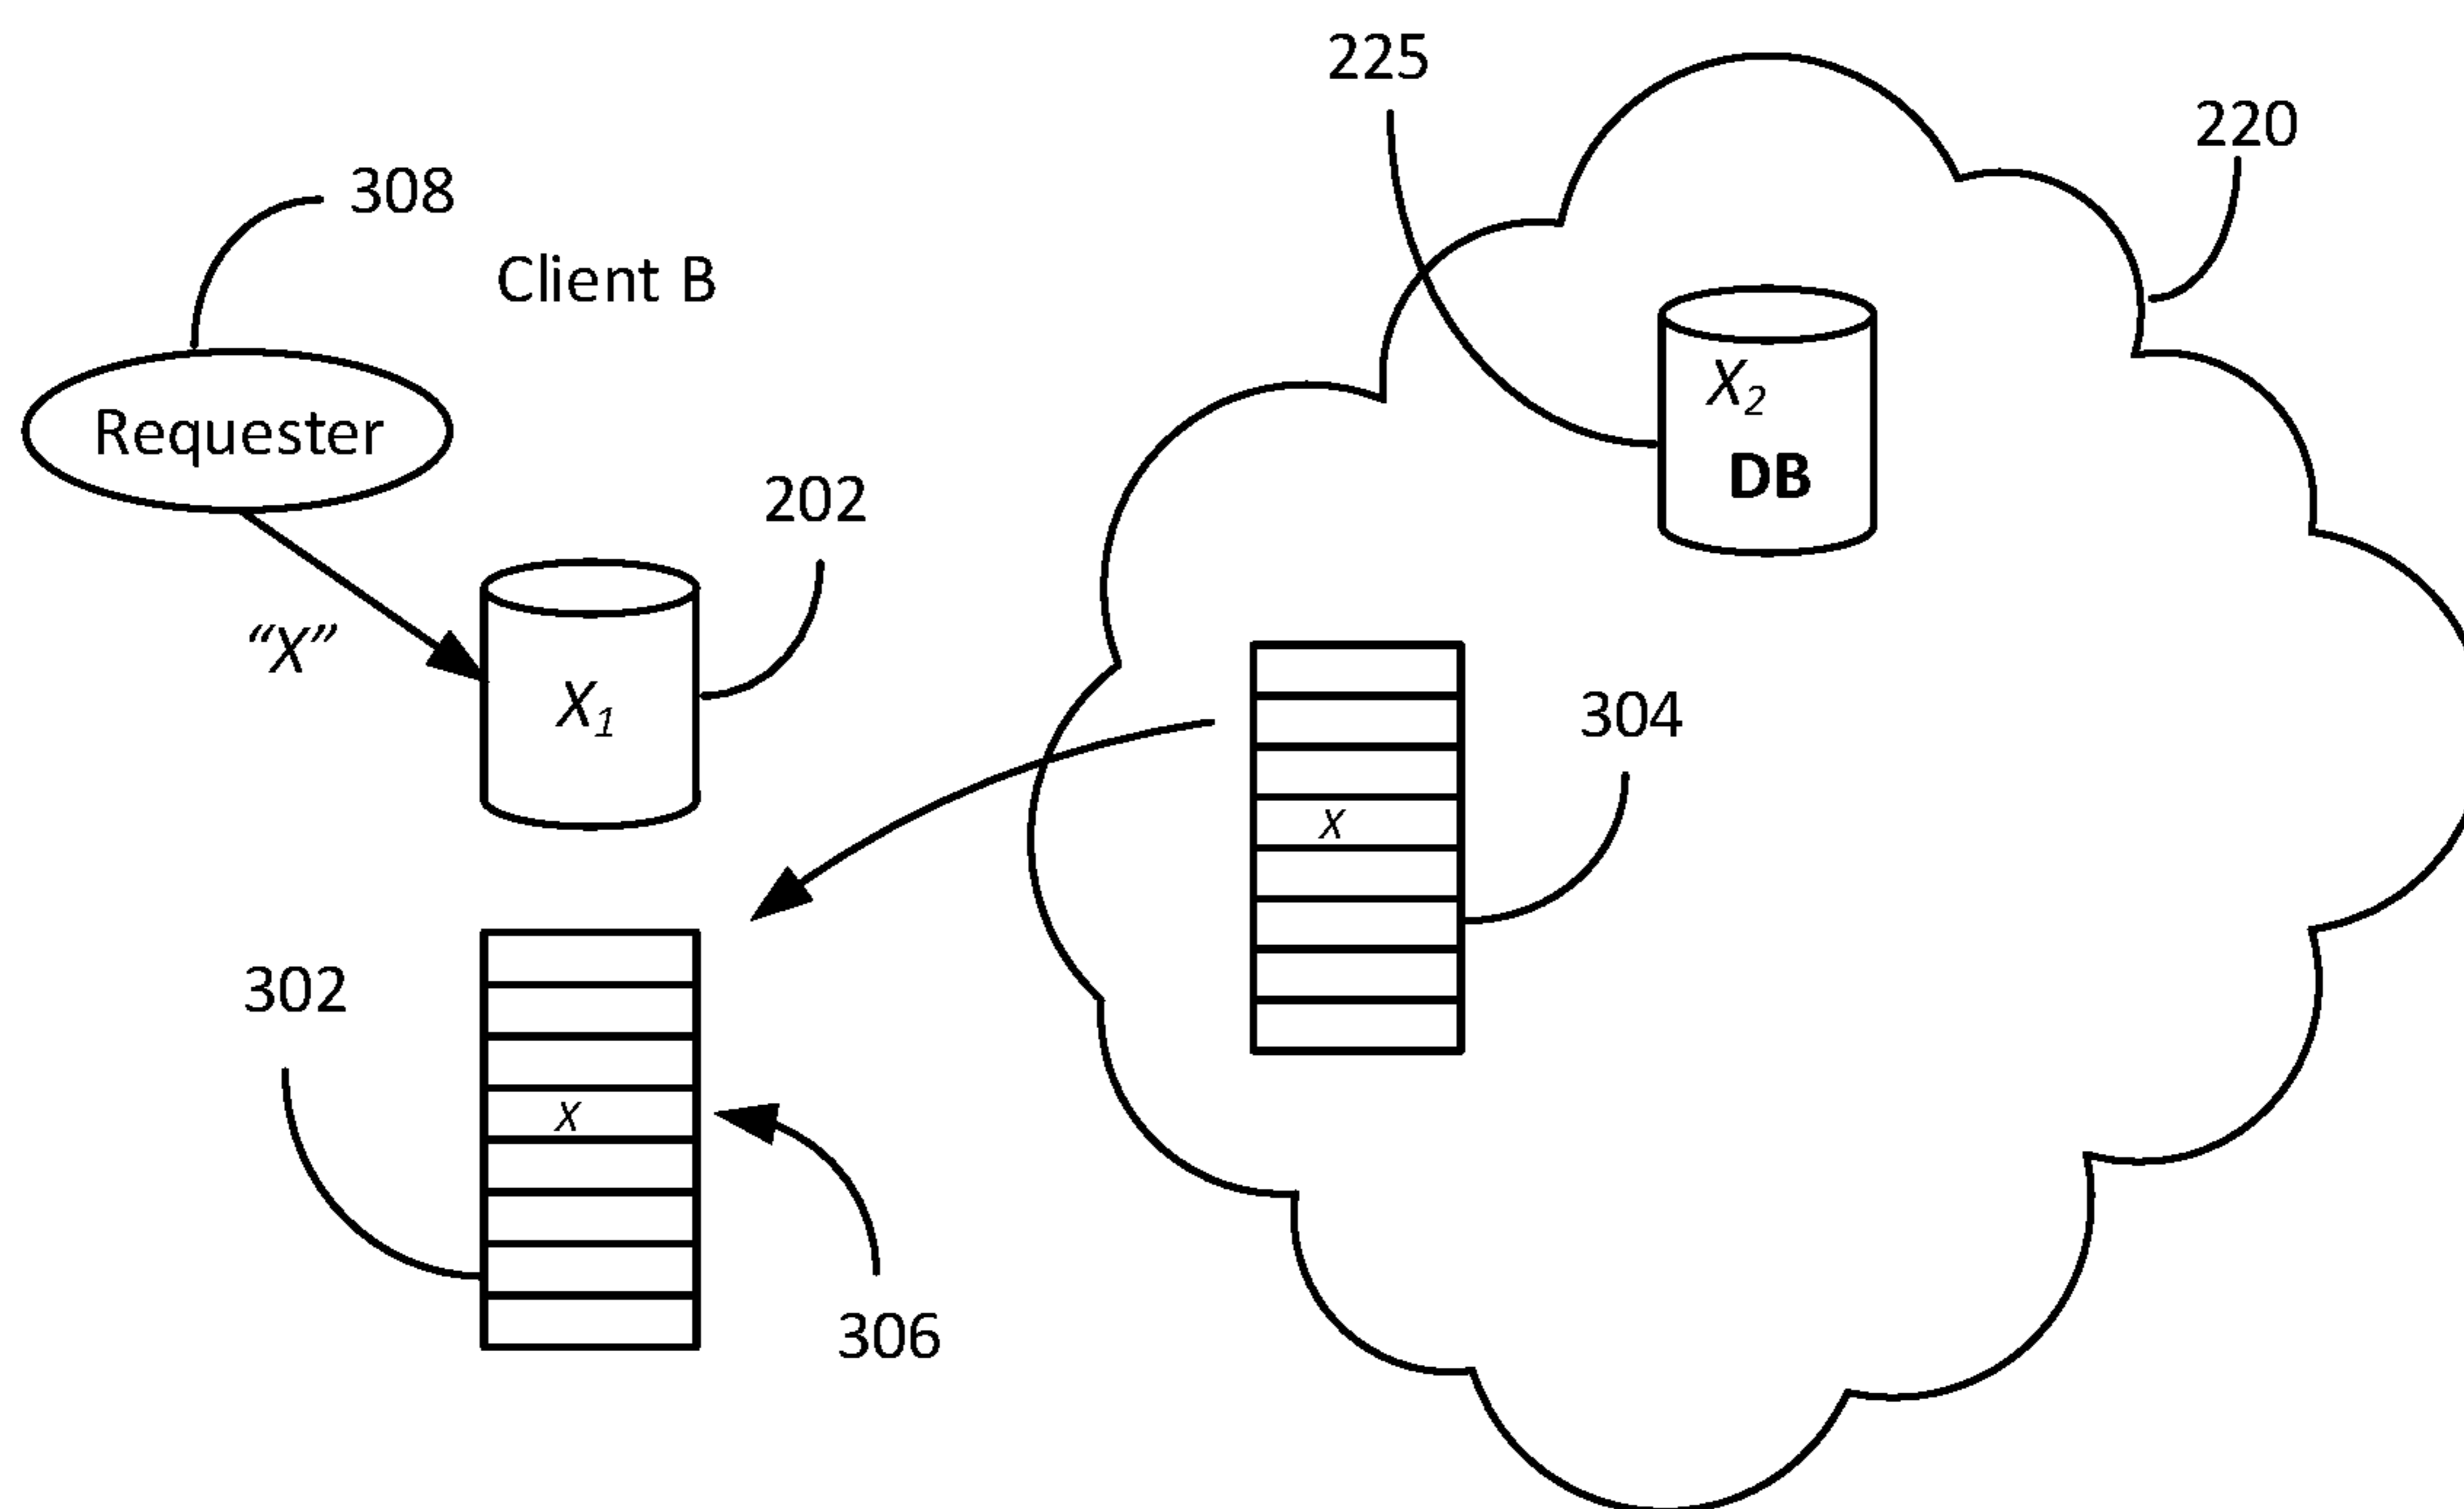 225
220
308
Client B
X2
Requester
DB
202
“X”
X1
304
X
302
X
306